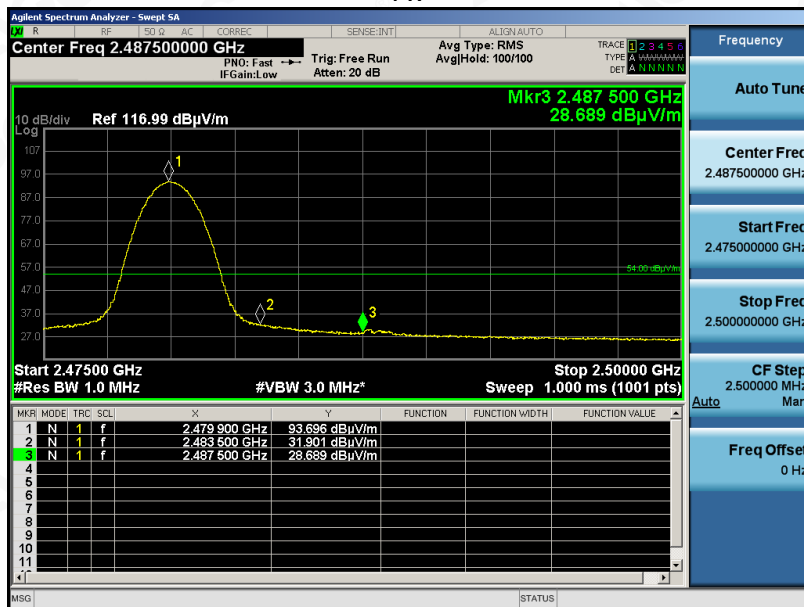 Agilent Spectrum Analyzer - Swept SA
LXI R RF 50 Ω AC CORREC SENSE:INT ALIGN AUTO
Center Freq 2.487500000 GHz
PNO: Fast
IFGain:Low
Trig: Free Run
Atten: 20 dB
Avg Type: RMS
Avg|Hold: 100/100
TRACE 1 2 3 4 5 6
TYPE A WWWWW
DET A N N N N N
Mkr3 2.487 500 GHz
28.689 dBµV/m
10 dB/div Ref 116.99 dBµV/m
Log
107
97.0
87.0
77.0
67.0
57.0
47.0
37.0
27.0
1
2
3
54.00 dBµV/m
Start 2.47500 GHz
Stop 2.50000 GHz
#Res BW 1.0 MHz
#VBW 3.0 MHz*
Sweep 1.000 ms (1001 pts)
MKR MODE TRC SCL X Y FUNCTION FUNCTION WIDTH FUNCTION VALUE
1 N 1 f 2.479 900 GHz 93.696 dBµV/m
2 N 1 f 2.483 500 GHz 31.901 dBµV/m
3 N 1 f 2.487 500 GHz 28.689 dBµV/m
4
5
6
7
8
9
10
11
MSG
STATUS
Frequency
Auto Tune
Center Freq
2.487500000 GHz
Start Freq
2.475000000 GHz
Stop Freq
2.500000000 GHz
CF Step
2.500000 MHz
Auto Man
Freq Offset
0 Hz